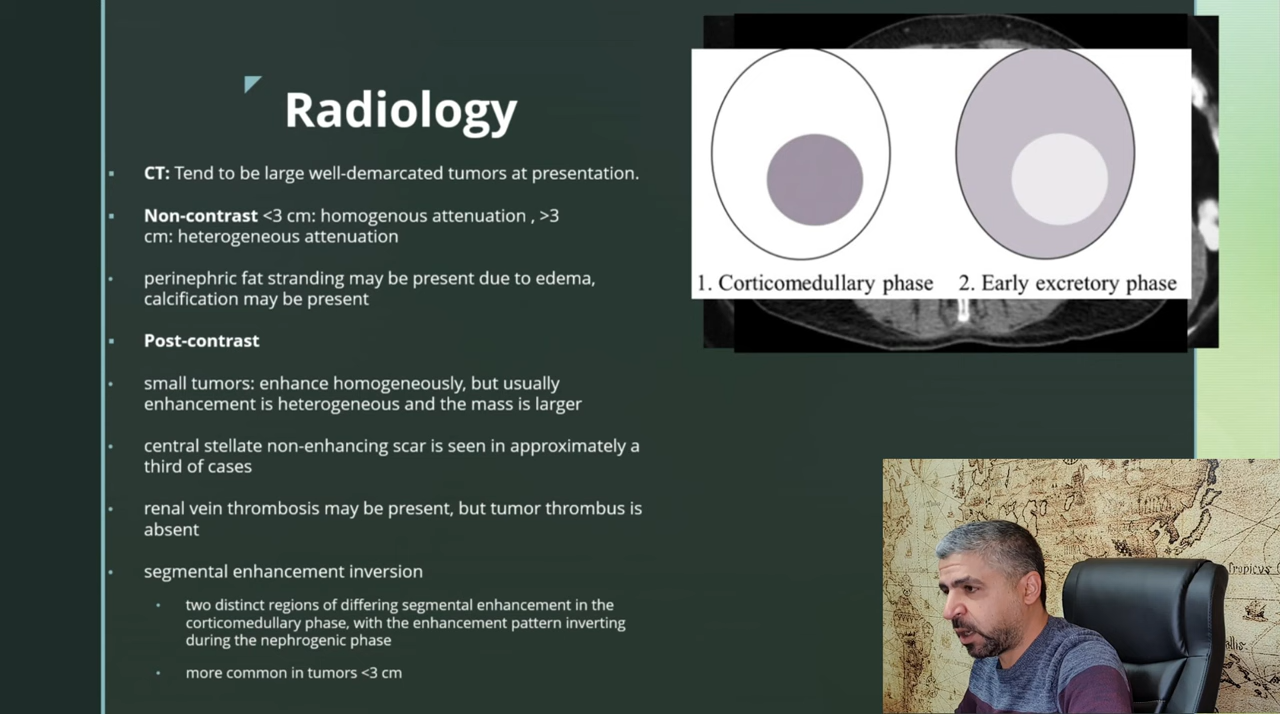 Radiology
CT: Tend to be large well-demarcated tumors at presentation.
Non-contrast <3 cm: homogenous attenuation , >3
cm: heterogeneous attenuation
perinephric fat stranding may be present due to edema,
calcification may be present
Post-contrast
small tumors: enhance homogeneously, but usually
enhancement is heterogeneous and the mass is larger
central stellate non-enhancing scar is seen in approximately a
third of cases
renal vein thrombosis may be present, but tumor thrombus is
absent
segmental enhancement inversion
two distinct regions of differing segmental enhancement in the
corticomedullary phase, with the enhancement pattern inverting
during the nephrogenic phase
more common in tumors <3 cm
1. Corticomedullary phase
2. Early excretory phase